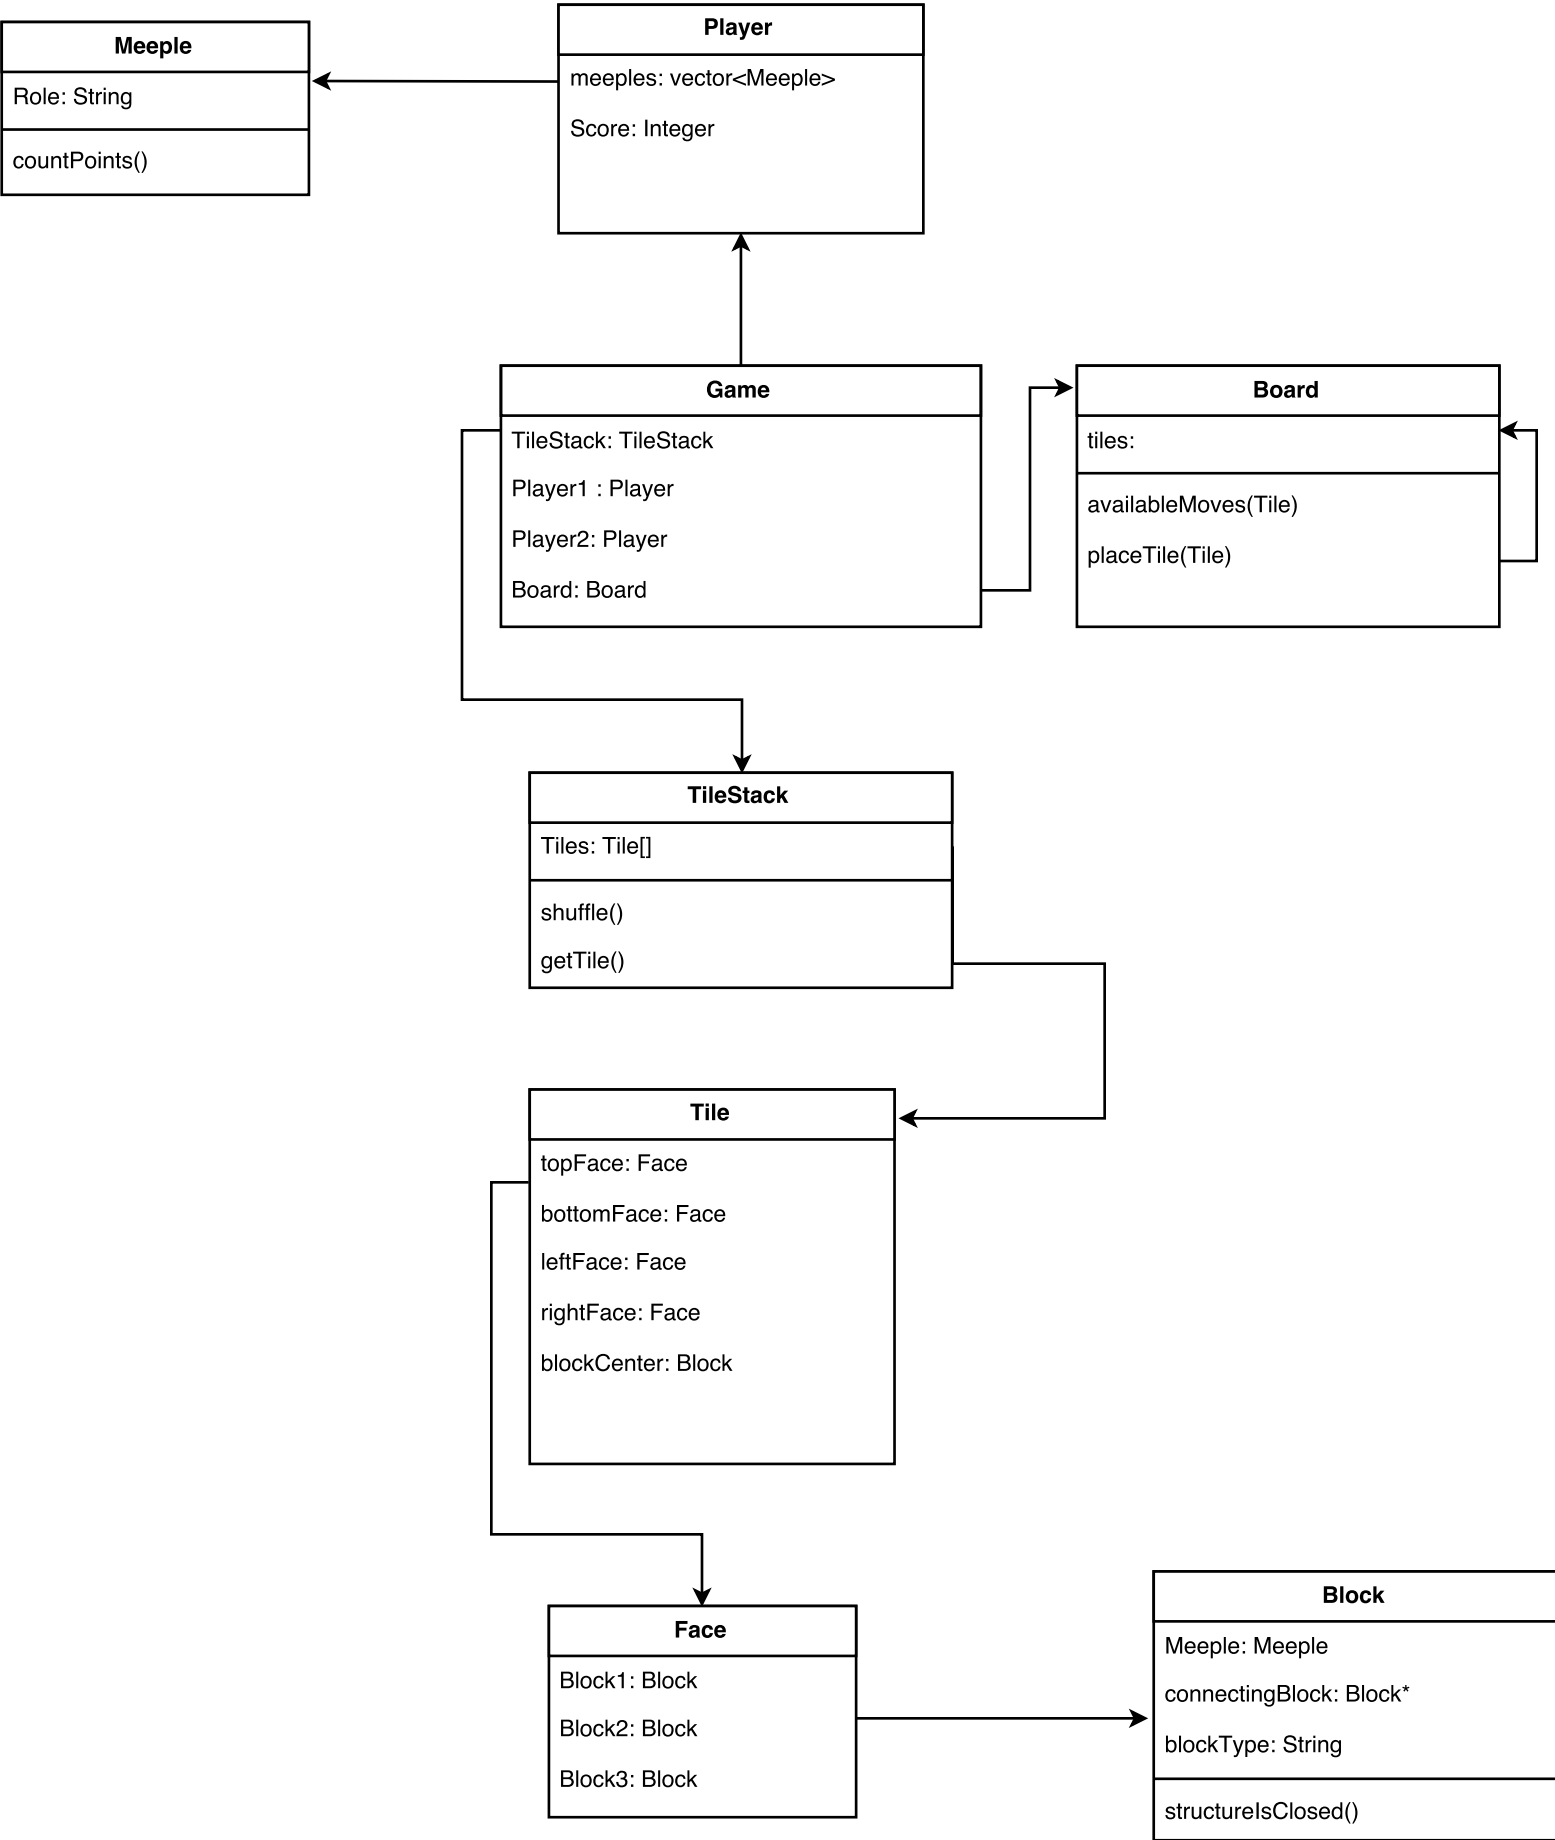 Meeple
Role: String
countPoints()
Player
meeples: vector<Meeple>
Score: Integer
Game
TileStack: TileStack
Player1 : Player
Player2: Player
Board: Board
Board
tiles:
availableMoves(Tile)
placeTile(Tile)
TileStack
Tiles: Tile[]
shuffle()
getTile()
Tile
topFace: Face
bottomFace: Face
leftFace: Face
rightFace: Face
blockCenter: Block
Face
Block1: Block
Block2: Block
Block3: Block
Block
Meeple: Meeple
connectingBlock: Block*
blockType: String
structureIsClosed()